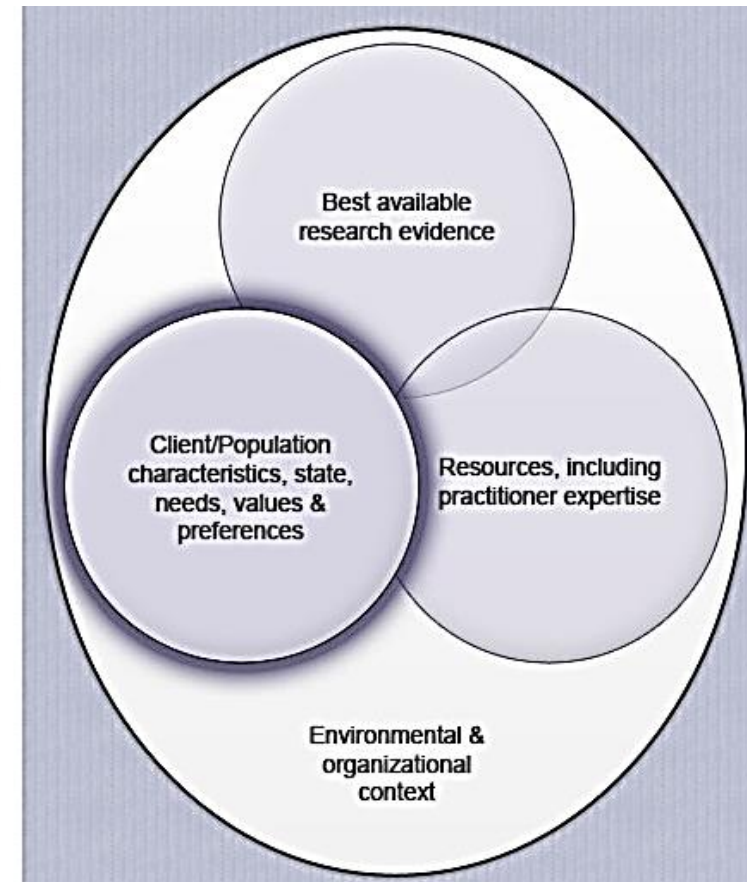 Best available
research evidence
Client/Population
characteristics, state,
needs, values &
preferences
Resources, including
practitioner expertise
Environmental &
organizational
context